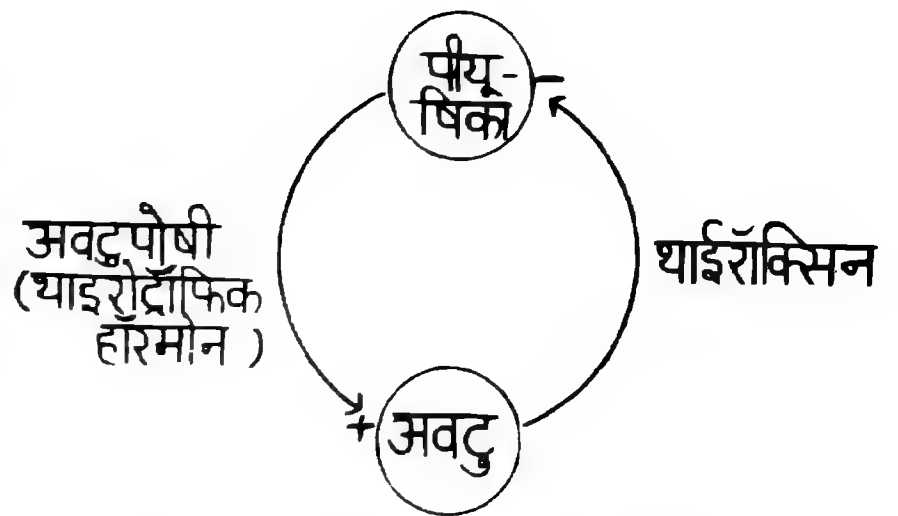 पीयू-
षिका
-
अवटुपोषी
(थाइरोट्रॉफिक
हॉरमोन )
थाईरॉक्सिन
+
अवटु